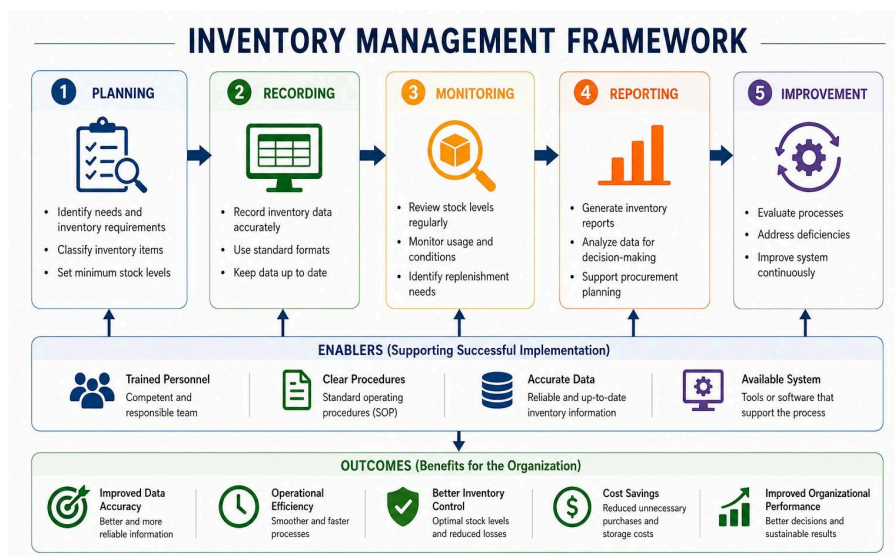 INVENTORY MANAGEMENT FRAMEWORK
1 PLANNING
• Identify needs and
inventory requirements
• Classify inventory items
• Set minimum stock levels
2 RECORDING
• Record inventory data
accurately
• Use standard formats
• Keep data up to date
3 MONITORING
• Review stock levels
regularly
• Monitor usage and
conditions
• Identify replenishment
needs
4 REPORTING
• Generate inventory
reports
• Analyze data for
decision-making
• Support procurement
planning
5 IMPROVEMENT
• Evaluate processes
• Address deficiencies
• Improve system
continuously
ENABLERS (Supporting Successful Implementation)
Trained Personnel
Competent and
responsible team
Clear Procedures
Standard operating
procedures (SOP)
Accurate Data
Reliable and up-to-date
inventory information
Available System
Tools or software that
support the process
OUTCOMES (Benefits for the Organization)
Improved Data
Accuracy
Better and more
reliable information
Operational
Efficiency
Smoother and faster
processes
Better Inventory
Control
Optimal stock levels
and reduced losses
$
Cost Savings
Reduced unnecessary
purchases and
storage costs
Improved Organizational
Performance
Better decisions and
sustainable results